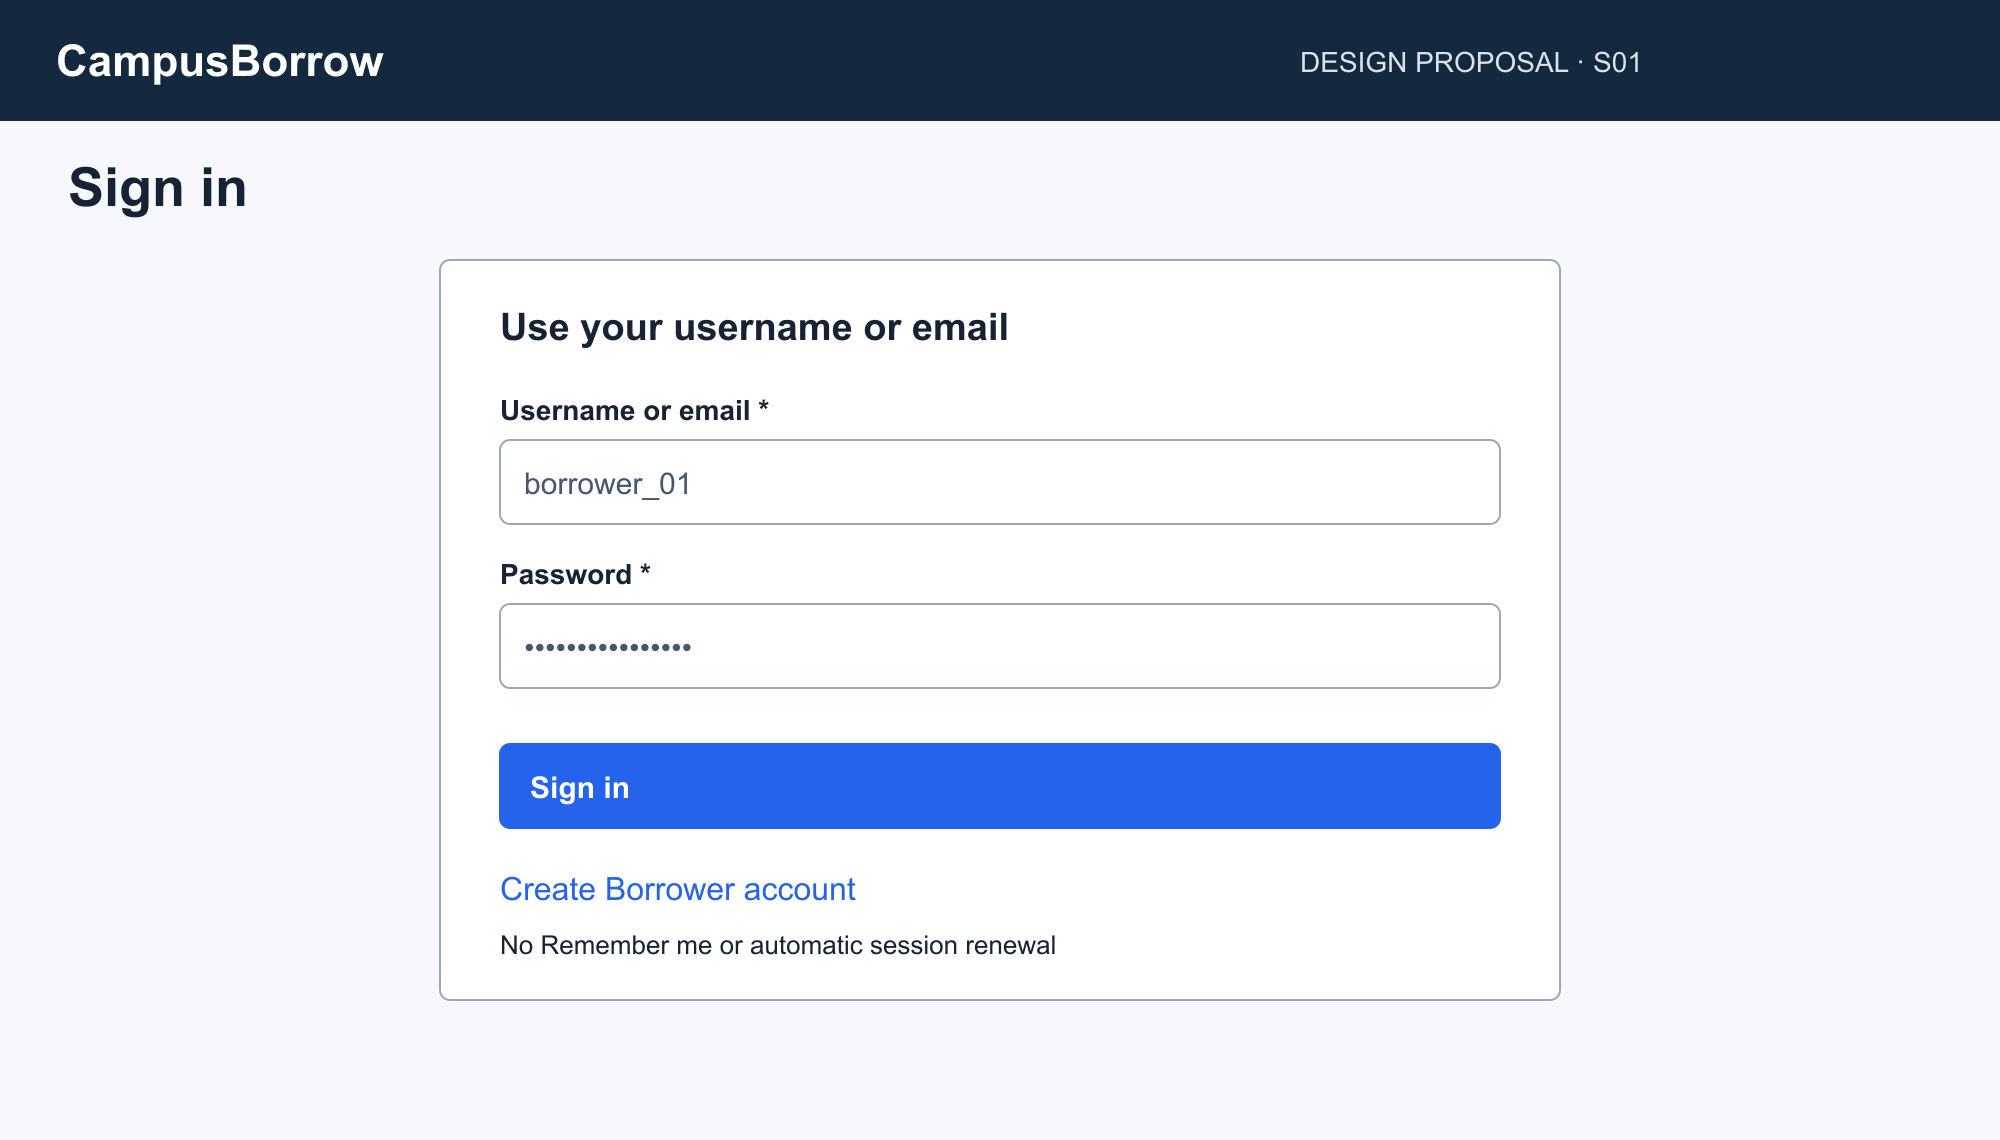 CampusBorrow
DESIGN PROPOSAL · S01
Sign in
Use your username or email
Username or email *
borrower_01
Password *
••••••••••••••••
Sign in
Create Borrower account
No Remember me or automatic session renewal